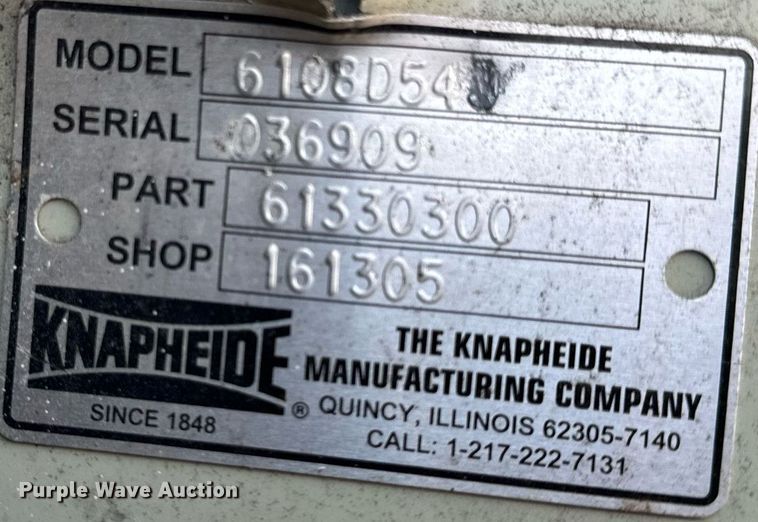 MODEL 6108D54
SERIAL 036909
PART 61330300
SHOP 161305
KNAPHEIDE ®
SINCE 1848
THE KNAPHEIDE
MANUFACTURING COMPANY
QUINCY, ILLINOIS 62305-7140
CALL: 1-217-222-7131
Purple Wave Auction